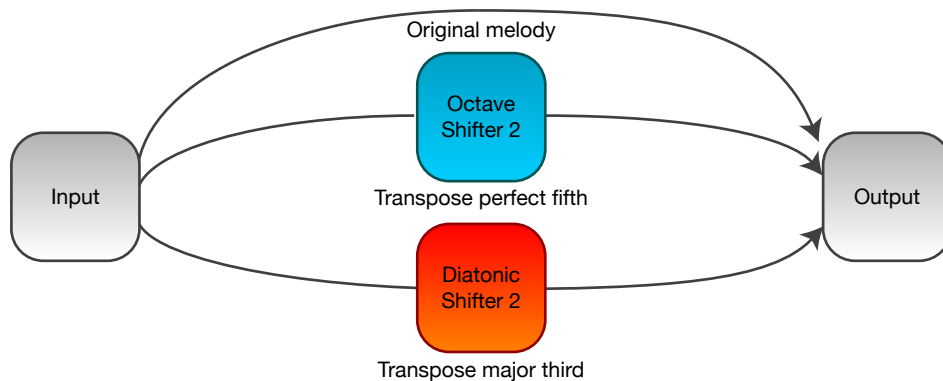 Original melody
Octave
Shifter 2
Input
Transpose perfect fifth
Output
Diatonic
Shifter 2
Transpose major third